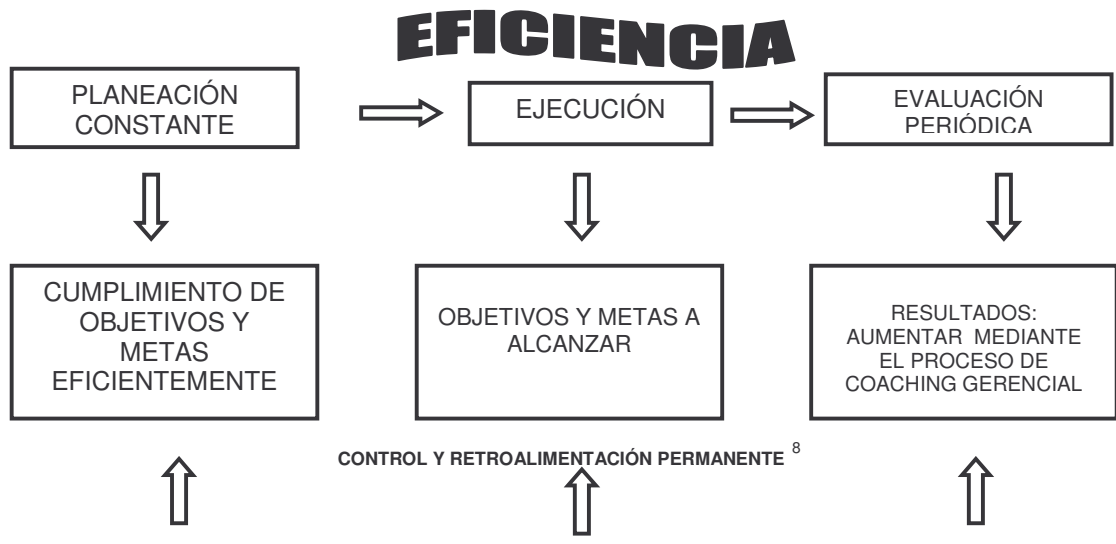 EFICIENCIA
PLANEACIÓN
CONSTANTE
EJECUCIÓN
EVALUACIÓN
PERIÓDICA
CUMPLIMIENTO DE
OBJETIVOS Y
METAS
EFICIENTEMENTE
OBJETIVOS Y METAS A
ALCANZAR
RESULTADOS:
AUMENTAR MEDIANTE
EL PROCESO DE
COACHING GERENCIAL
CONTROL Y RETROALIMENTACIÓN PERMANENTE 8